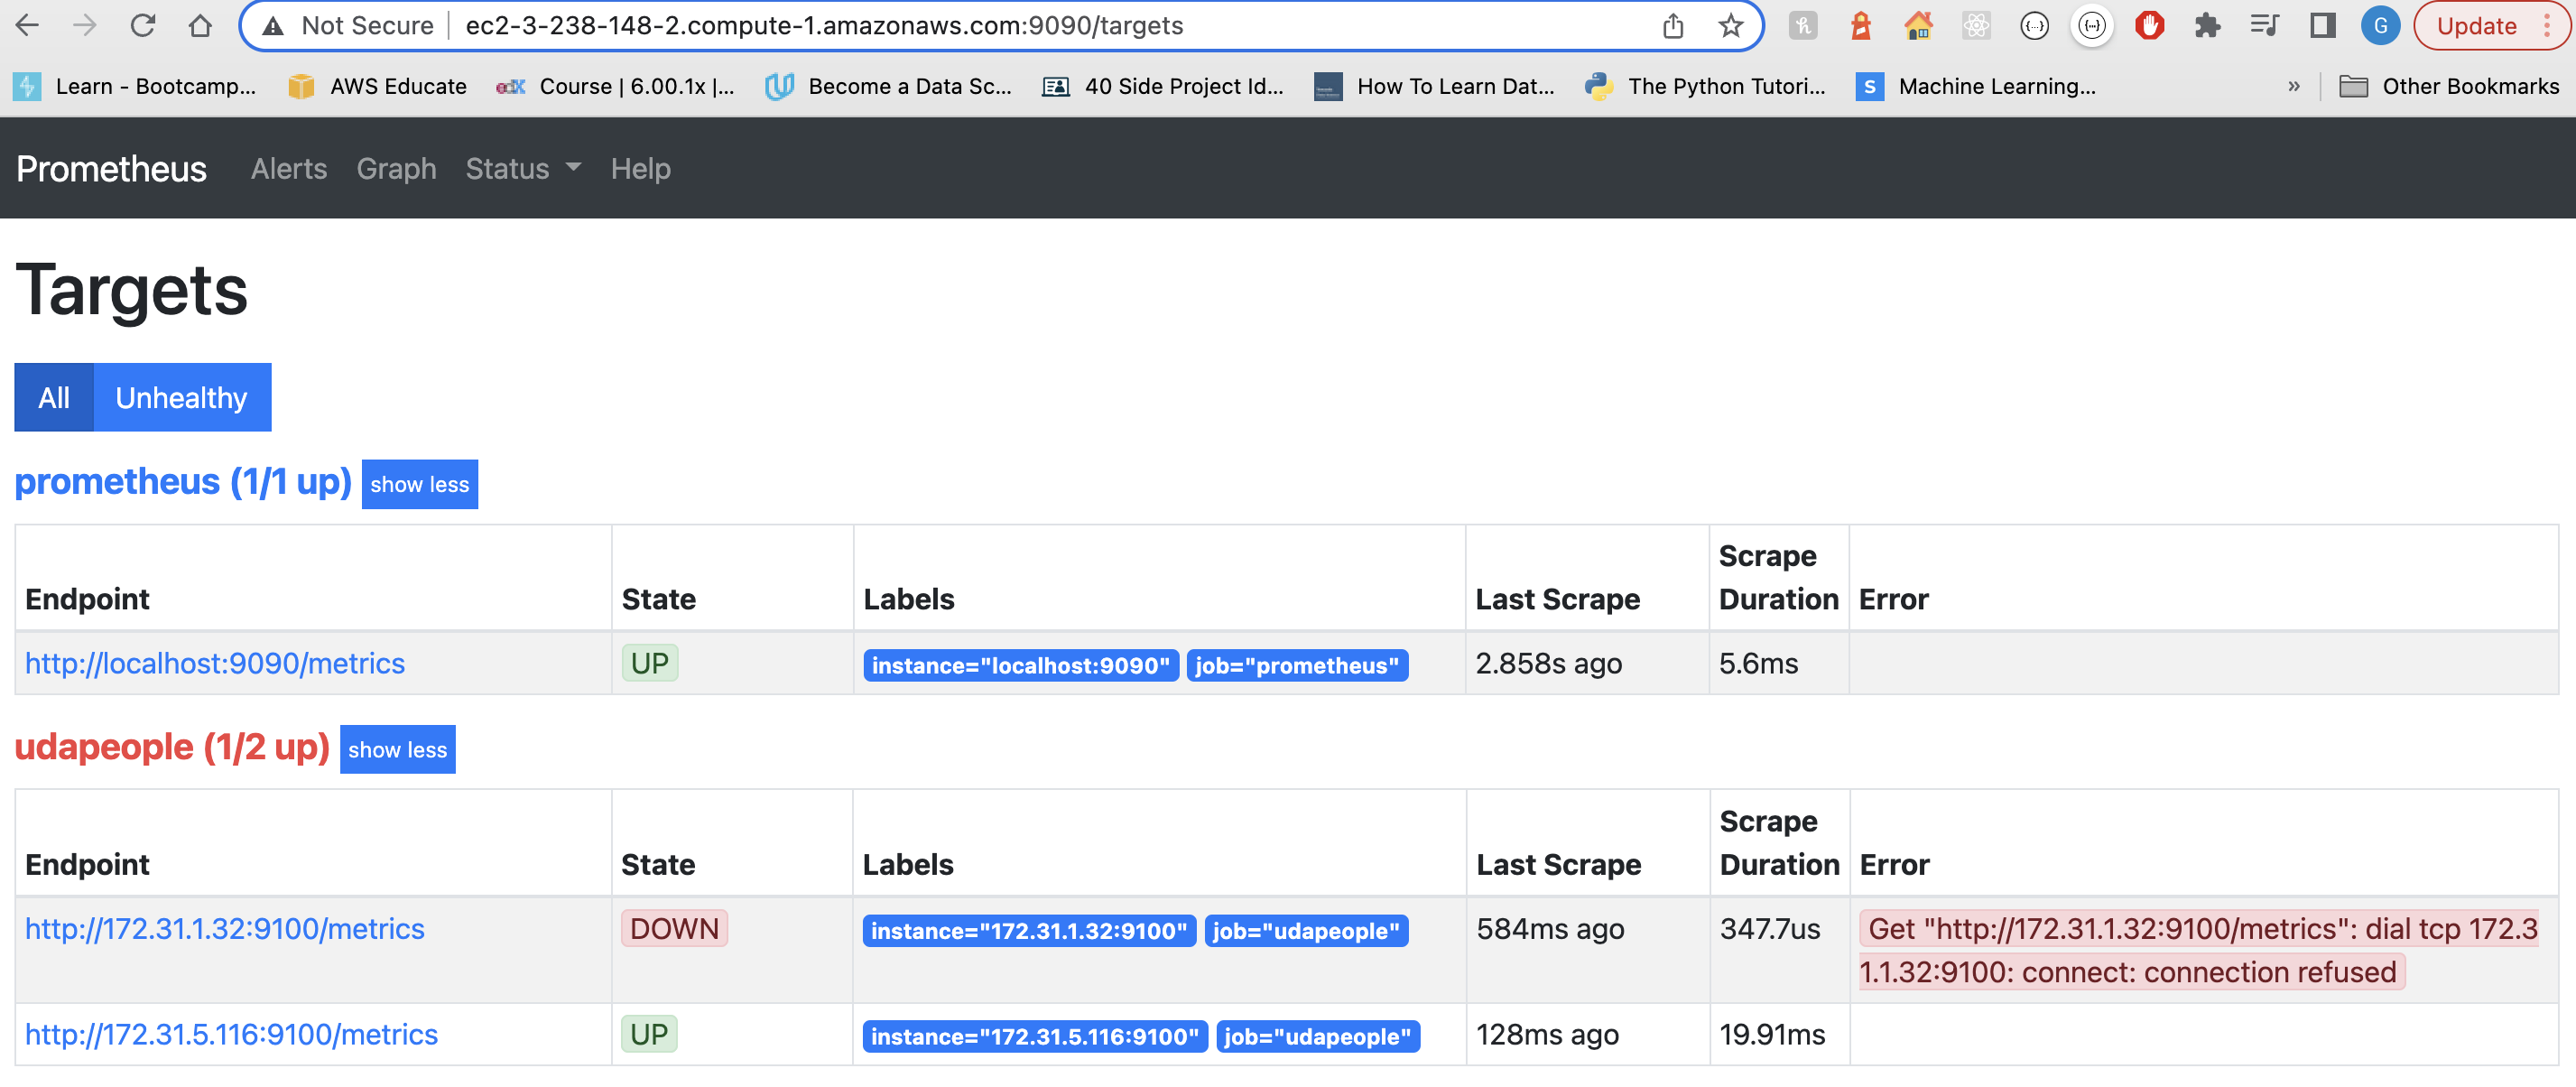 Not Secure ec2-3-238-148-2.compute-1.amazonaws.com:9090/targets G Update
Learn - Bootcamp... AWS Educate edX Course | 6.00.1x |... Become a Data Sc... 40 Side Project Id... How To Learn Dat... The Python Tutori... S Machine Learning... » Other Bookmarks
Prometheus Alerts Graph Status Help
Targets
All Unhealthy
prometheus (1/1 up) show less
Endpoint State Labels Last Scrape Scrape Duration Error
http://localhost:9090/metrics UP instance="localhost:9090" job="prometheus" 2.858s ago 5.6ms
udapeople (1/2 up) show less
Endpoint State Labels Last Scrape Scrape Duration Error
http://172.31.1.32:9100/metrics DOWN instance="172.31.1.32:9100" job="udapeople" 584ms ago 347.7us Get "http://172.31.1.32:9100/metrics": dial tcp 172.3
1.1.32:9100: connect: connection refused
http://172.31.5.116:9100/metrics UP instance="172.31.5.116:9100" job="udapeople" 128ms ago 19.91ms